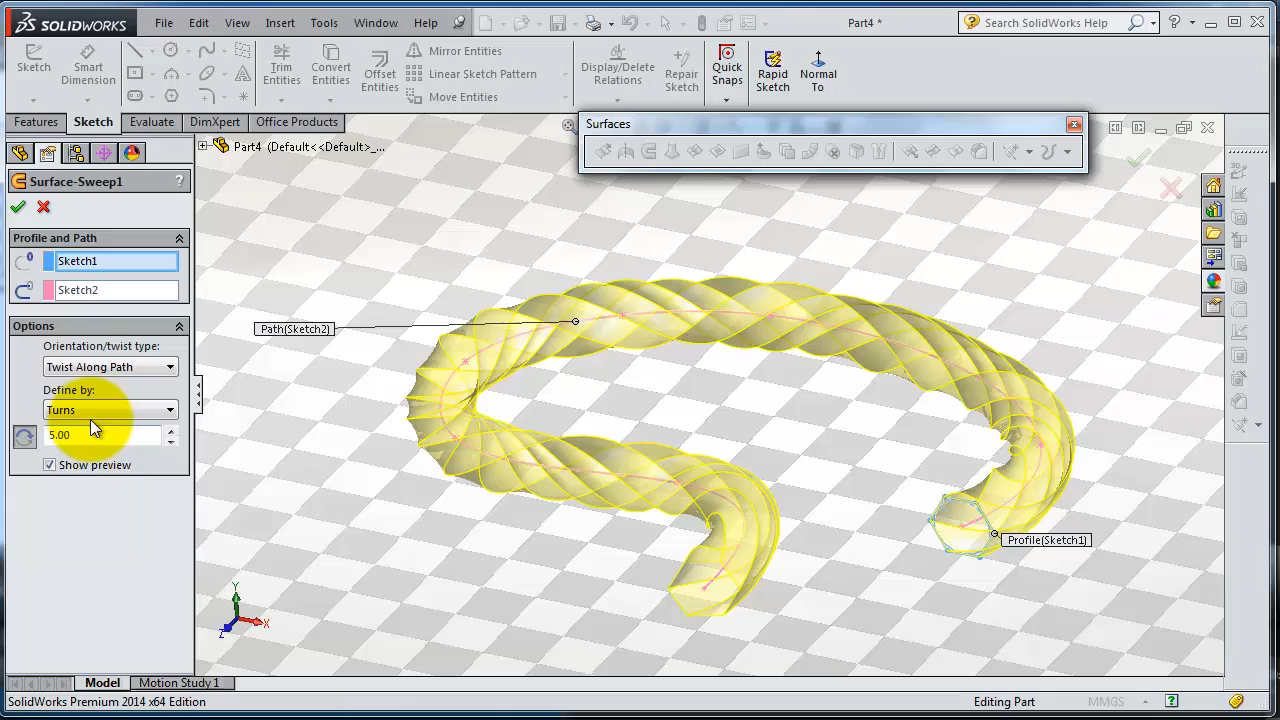 SOLIDWORKS
File Edit View Insert Tools Window Help
Part4 *
Search SolidWorks Help
?
Sketch
Smart Dimension
Trim Entities
Convert Entities
Offset Entities
Mirror Entities
Linear Sketch Pattern
Move Entities
Display/Delete Relations
Repair Sketch
Quick Snaps
Rapid Sketch
Normal To
Features Sketch Evaluate DimXpert Office Products
Surfaces
Part4 (Default<<Default>_...
Surface-Sweep1 ?
Profile and Path
Sketch1
Sketch2
Options
Orientation/twist type:
Twist Along Path
Define by:
Turns
5.00
Show preview
Path(Sketch2)
Profile(Sketch1)
Y
X
Z
Model Motion Study 1
SolidWorks Premium 2014 x64 Edition
Editing Part
MMGS
?